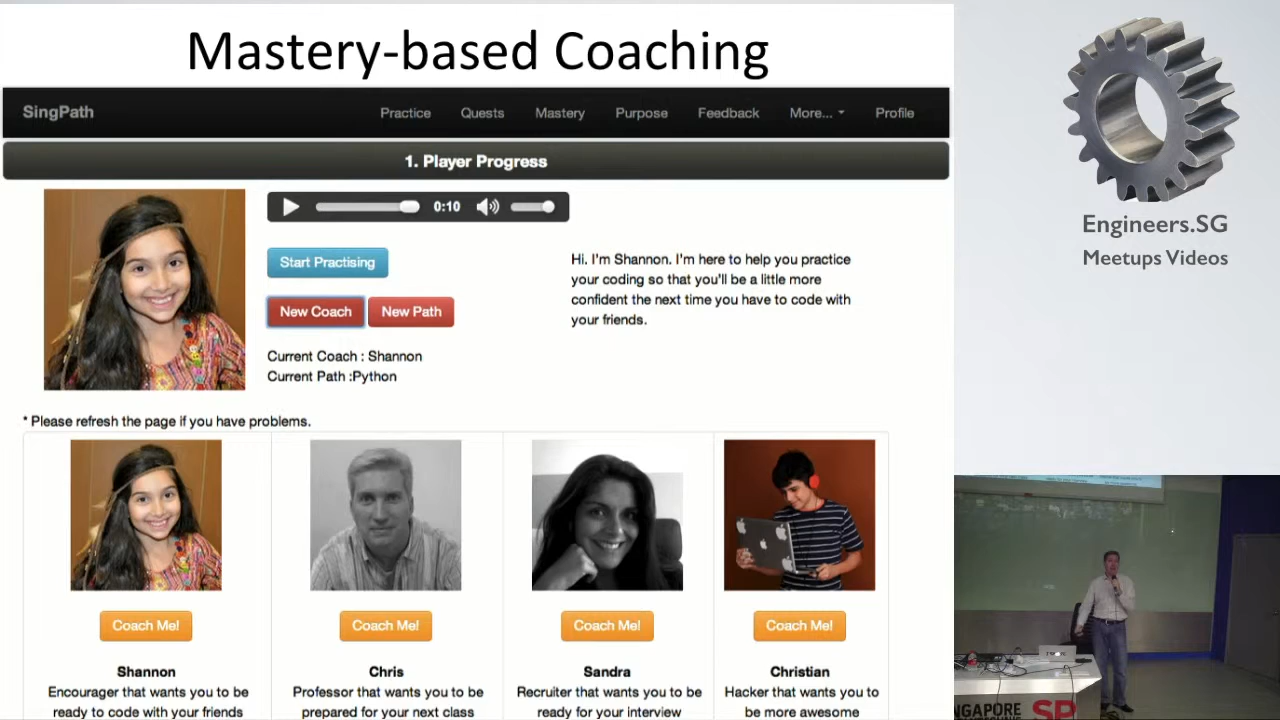 Mastery-based Coaching
SingPath
Practice
Quests
Mastery
Purpose
Feedback
More...
Profile
1. Player Progress
0:10
Start Practising
New Coach
New Path
Hi. I'm Shannon. I'm here to help you practice
your coding so that you'll be a little more
confident the next time you have to code with
your friends.
Current Coach : Shannon
Current Path :Python
* Please refresh the page if you have problems.
Coach Me!
Coach Me!
Coach Me!
Coach Me!
Shannon
Encourager that wants you to be
ready to code with your friends
Chris
Professor that wants you to be
prepared for your next class
Sandra
Recruiter that wants you to be
ready for your interview
Christian
Hacker that wants you to
be more awesome
Engineers.SG
Meetups Videos
NGAPORE
SP